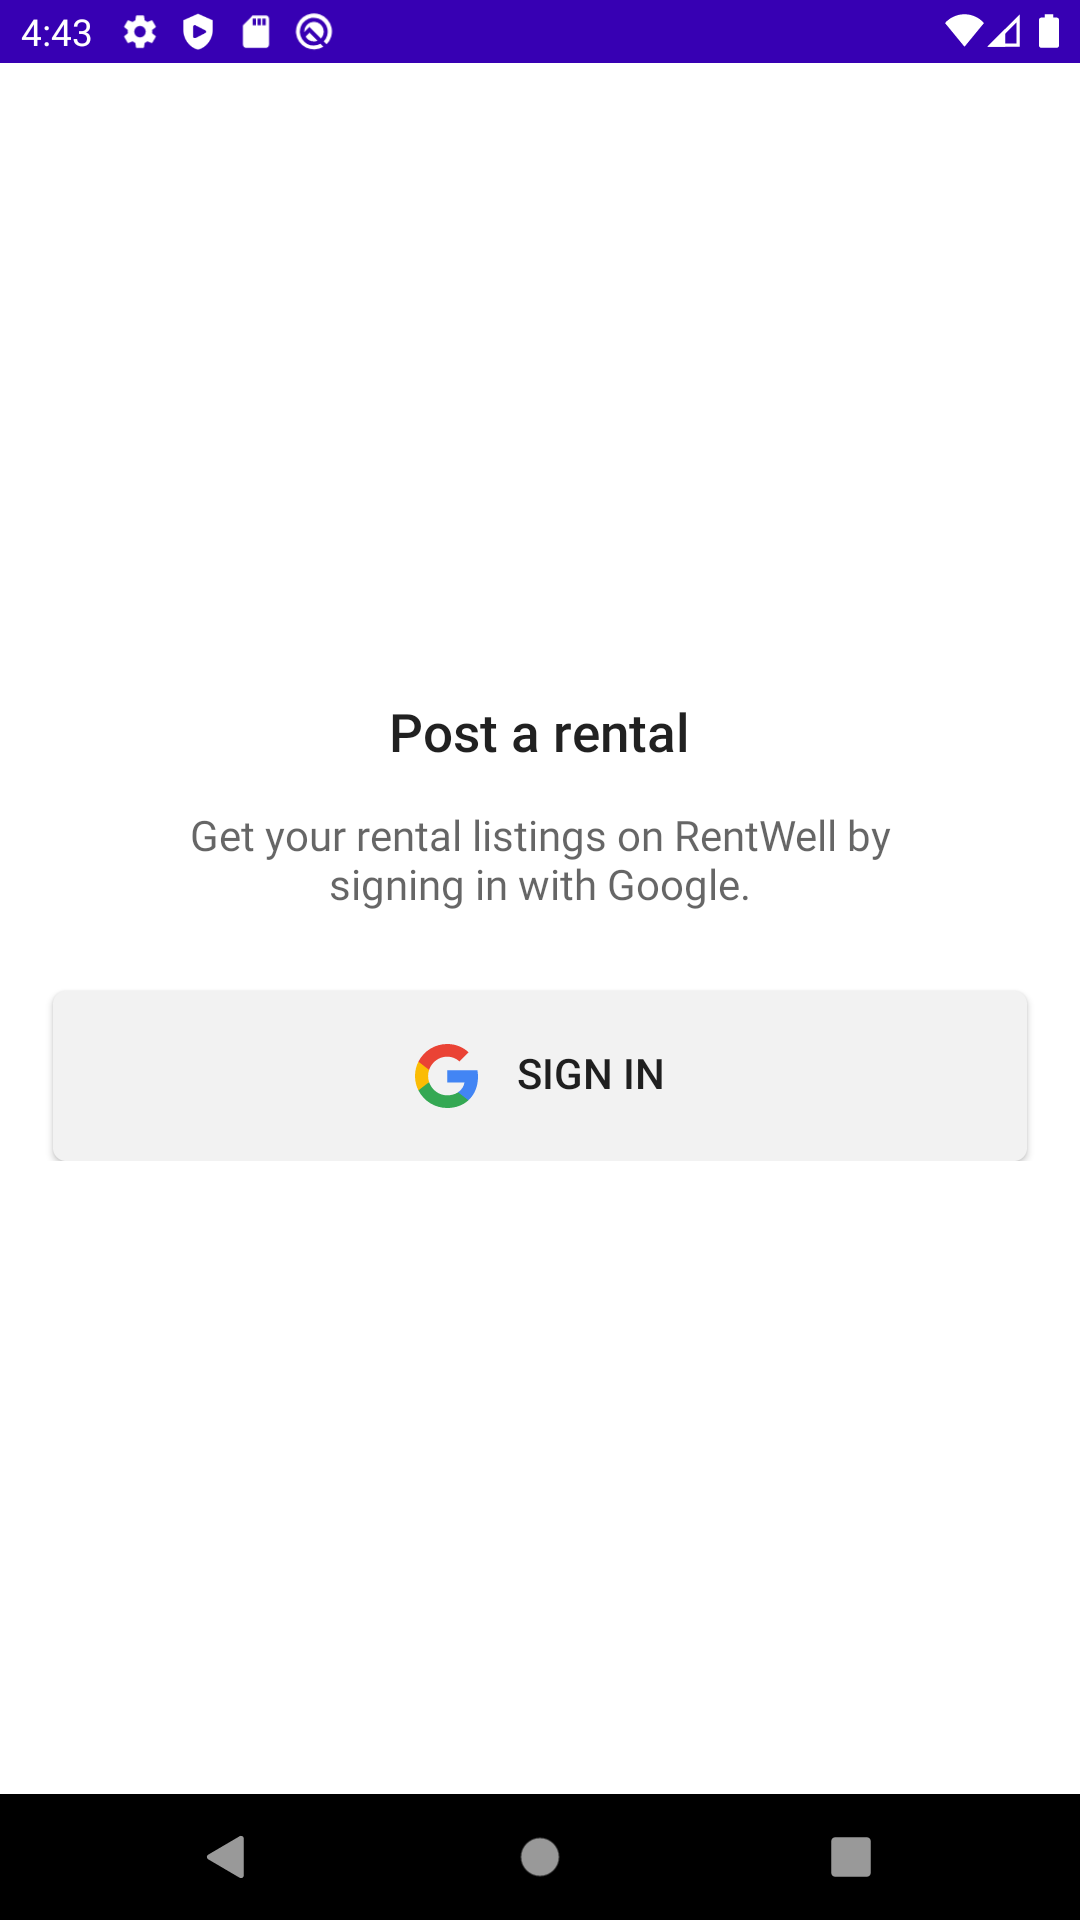 4:43
Post a rental
Get your rental listings on RentWell by
signing in with Google.
SIGN IN